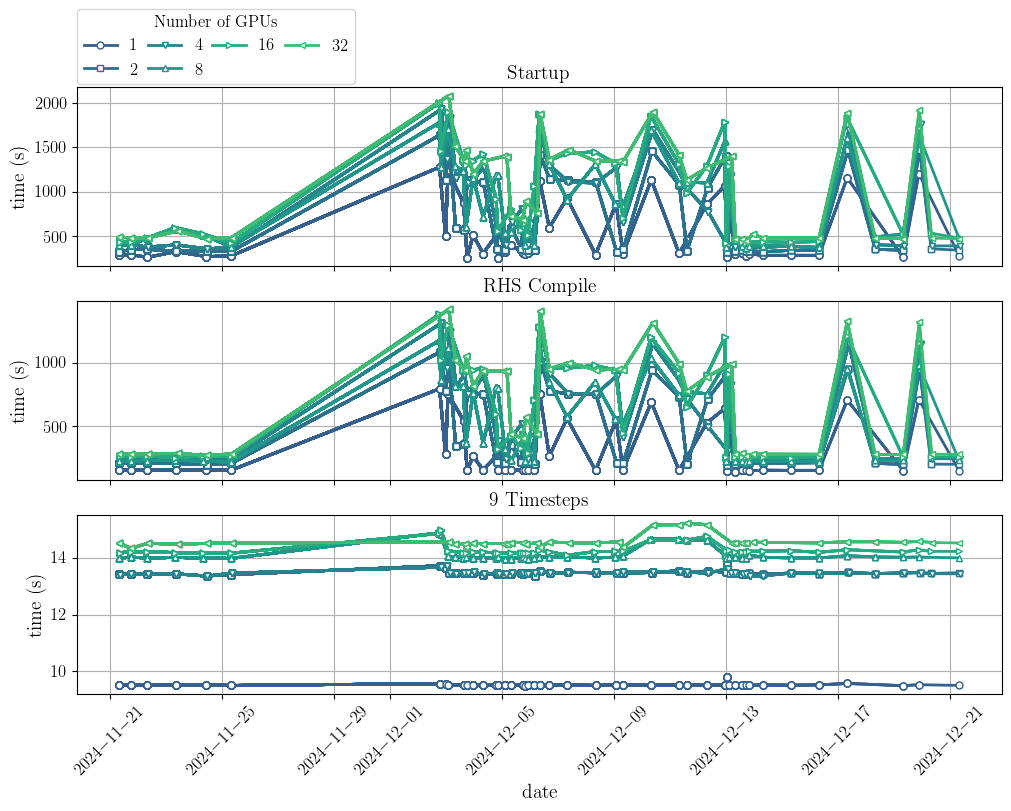 Number of GPUs
1 4 16 32
2 8
Startup
2000
1500
1000
500
time (s)
RHS Compile
1000
500
time (s)
9 Timesteps
14
12
10
time (s)
2024−11−21
2024−11−25
2024−11−29
2024−12−01
2024−12−05
2024−12−09
2024−12−13
2024−12−17
2024−12−21
date